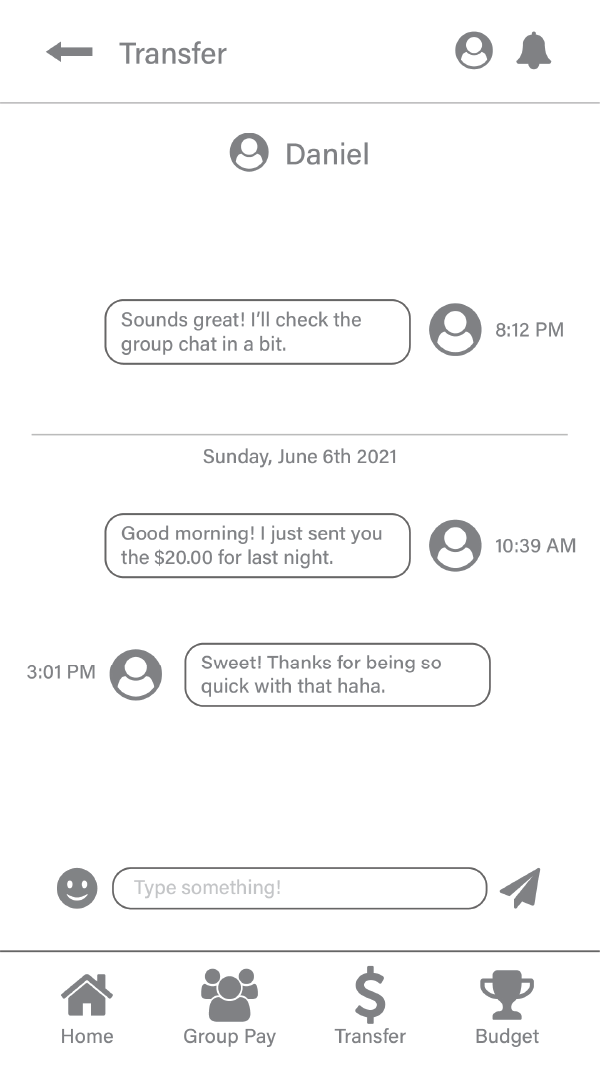 Transfer
Daniel
Sounds great! I'll check the
group chat in a bit.
8:12 PM
Sunday, June 6th 2021
Good morning! I just sent you
the $20.00 for last night.
10:39 AM
3:01 PM
Sweet! Thanks for being so
quick with that haha.
Type something!
Home
Group Pay
Transfer
Budget